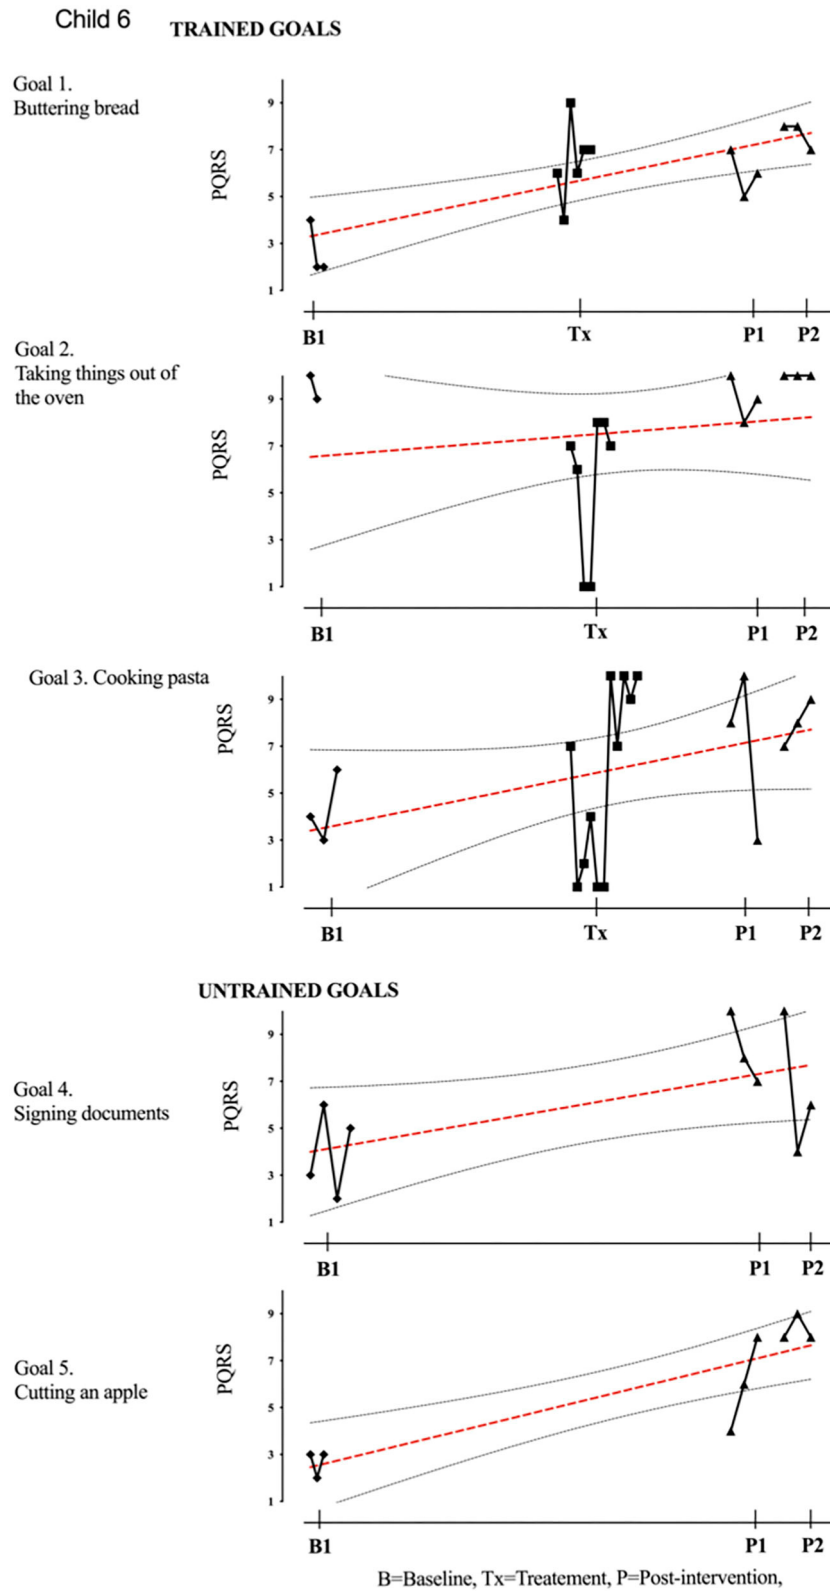 Child 6
TRAINED GOALS
Goal 1.
Buttering bread
PQRS
9
7
5
3
1
B1 Tx P1 P2
Goal 2.
Taking things out of
the oven
PQRS
9
7
5
3
1
B1 Tx P1 P2
Goal 3. Cooking pasta
PQRS
9
7
5
3
1
B1 Tx P1 P2
UNTRAINED GOALS
Goal 4.
Signing documents
PQRS
9
7
5
3
1
B1 P1 P2
Goal 5.
Cutting an apple
PQRS
9
7
5
3
1
B1 P1 P2
B=Baseline, Tx=Treatement, P=Post-intervention,